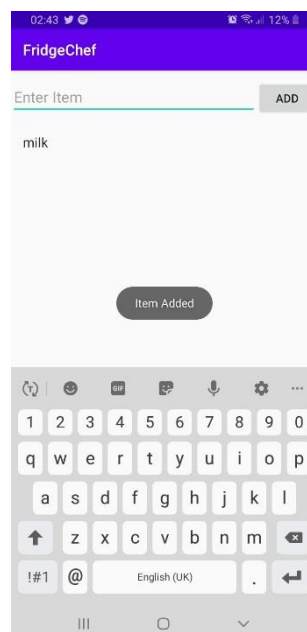 02:43 12%
FridgeChef
Enter Item ADD
milk
Item Added
GIF
1 2 3 4 5 6 7 8 9 0
q w e r t y u i o p
a s d f g h j k l
z x c v b n m
!#1 @ English (UK) .